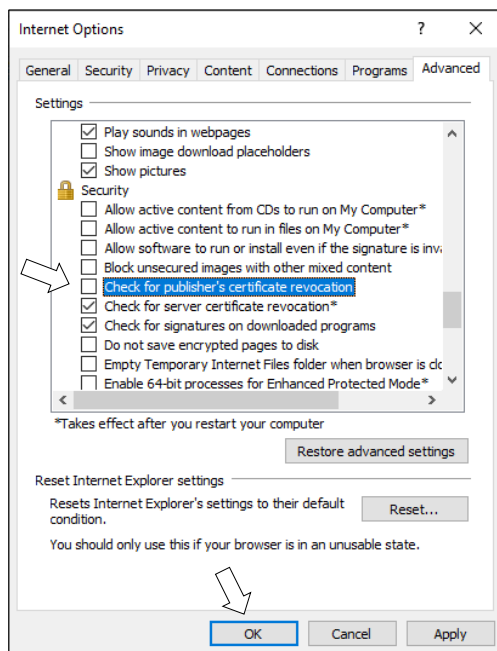 Internet Options
General Security Privacy Content Connections Programs Advanced
Settings
Play sounds in webpages
Show image download placeholders
Show pictures
Security
Allow active content from CDs to run on My Computer*
Allow active content to run in files on My Computer*
Allow software to run or install even if the signature is
Block unsecured images with other mixed content
Check for publisher's certificate revocation
Check for server certificate revocation*
Check for signatures on downloaded programs
Do not save encrypted pages to disk
Empty Temporary Internet Files folder when browser is
Enable 64-bit processes for Enhanced Protected Mode*
*Takes effect after you restart your computer
Restore advanced settings
Reset Internet Explorer settings
Resets Internet Explorer's settings to their default
condition.
Reset...
You should only use this if your browser is in an unusable state.
OK Cancel Apply